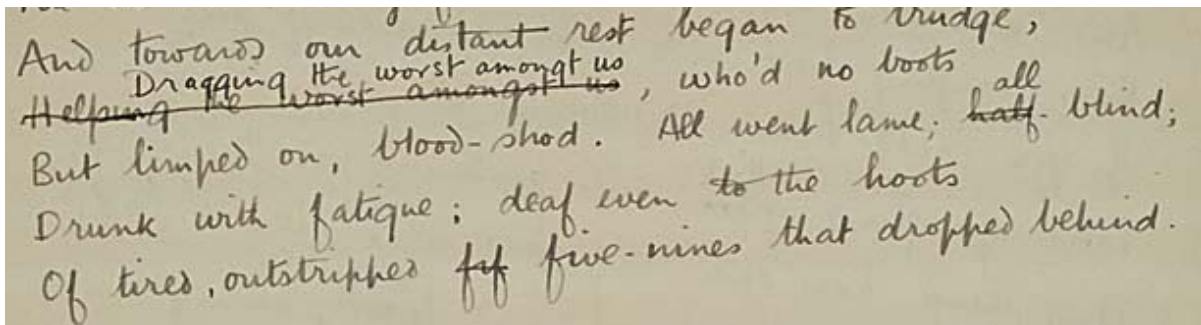 And towards our distant rest began to trudge,
Dragging the worst amongt us
Helping the worst amongst us, who'd no boots
all
But limped on, blood-shod. All went lame; half-blind;
Drunk with fatigue; deaf even to the hoots
Of tired, outstripped fif five-nines that dropped behind.